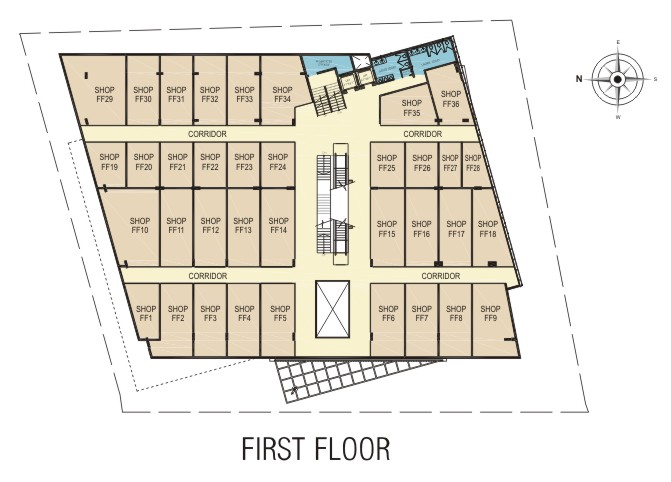 E
N
S
W
SHOP
FF29
SHOP
FF30
SHOP
FF31
SHOP
FF32
SHOP
FF33
SHOP
FF34
SHOP
FF35
SHOP
FF36
CORRIDOR
CORRIDOR
SHOP
FF19
SHOP
FF20
SHOP
FF21
SHOP
FF22
SHOP
FF23
SHOP
FF24
SHOP
FF25
SHOP
FF26
SHOP
FF27
SHOP
FF28
SHOP
FF10
SHOP
FF11
SHOP
FF12
SHOP
FF13
SHOP
FF14
SHOP
FF15
SHOP
FF16
SHOP
FF17
SHOP
FF18
CORRIDOR
CORRIDOR
SHOP
FF1
SHOP
FF2
SHOP
FF3
SHOP
FF4
SHOP
FF5
SHOP
FF6
SHOP
FF7
SHOP
FF8
SHOP
FF9
FIRST FLOOR